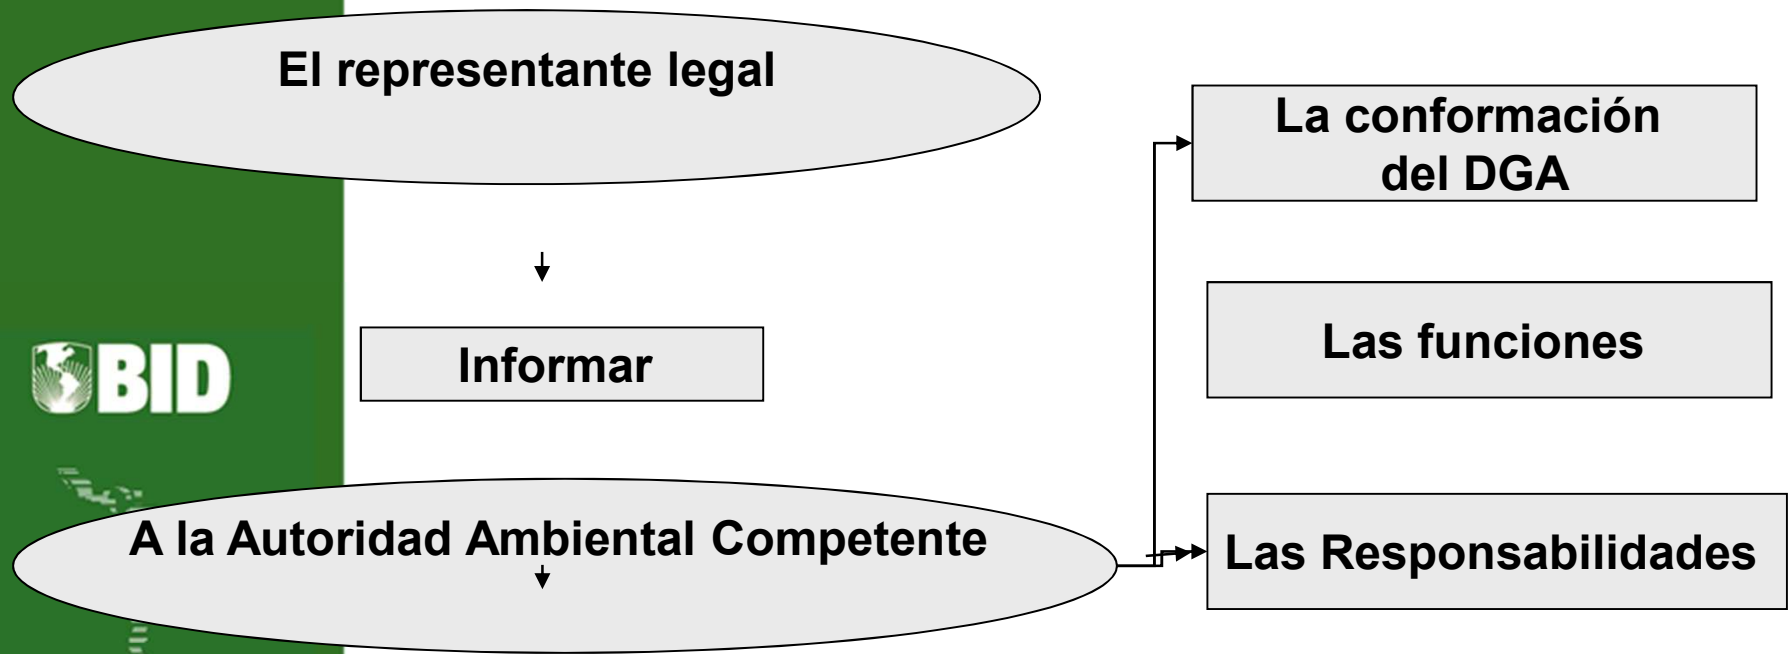 El representante legal
La conformación
del DGA
Las funciones
Informar
BID
A la Autoridad Ambiental Competente
Las Responsabilidades